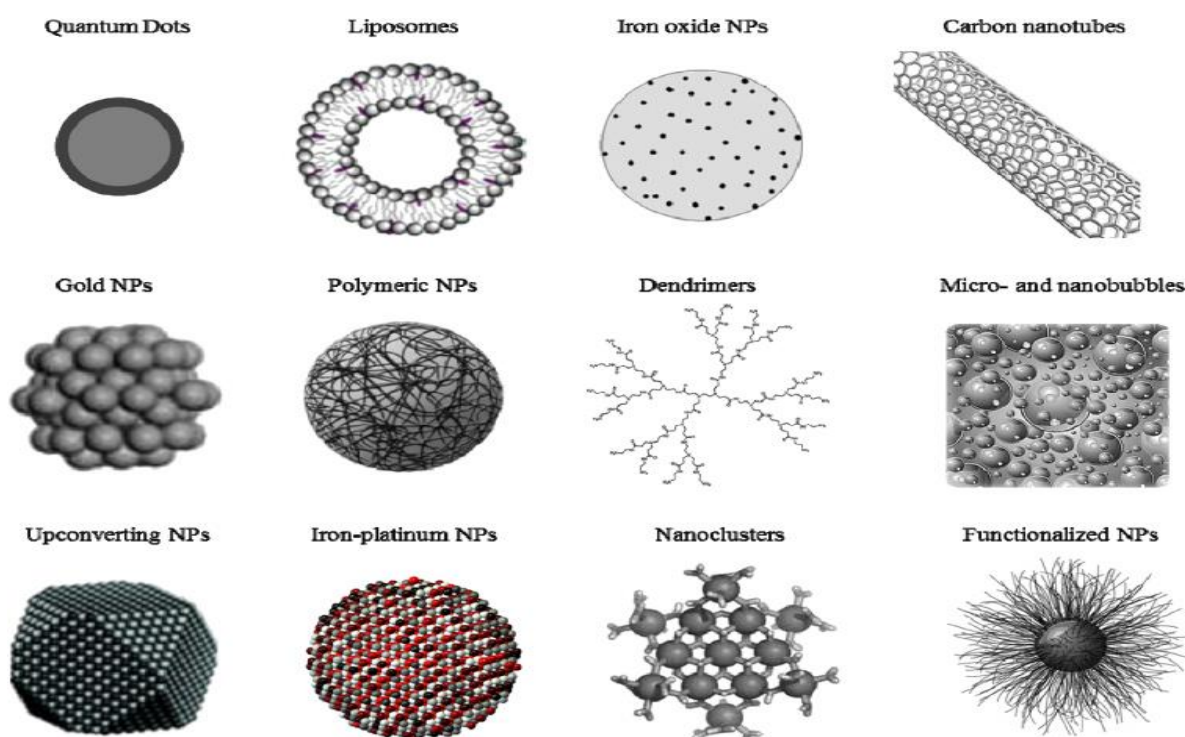 Quantum Dots
Liposomes
Iron oxide NPs
Carbon nanotubes
Gold NPs
Polymeric NPs
Dendrimers
Micro- and nanobubbles
Upconverting NPs
Iron-platinum NPs
Nanoclusters
Functionalized NPs